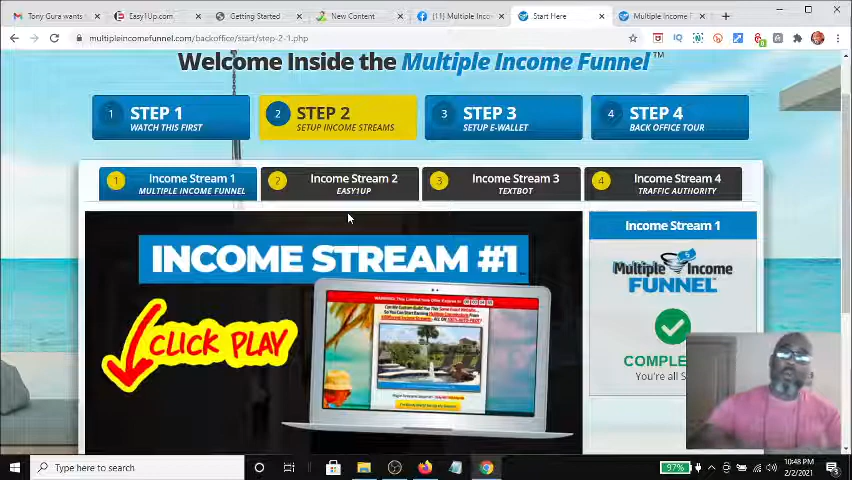 Tony Gura wants
Easy1Up.com
Getting Started
New Content
[11] Multiple Inco
Start Here
Multiple Income F
multipleincomefunnel.com/backoffice/start/step-2-1.php
Welcome Inside the Multiple Income Funnel™
1 STEP 1
WATCH THIS FIRST
2 STEP 2
SETUP INCOME STREAMS
3 STEP 3
SETUP E-WALLET
4 STEP 4
BACK OFFICE TOUR
1 Income Stream 1
MULTIPLE INCOME FUNNEL
2 Income Stream 2
EASY1UP
3 Income Stream 3
TEXTBOT
4 Income Stream 4
TRAFFIC AUTHORITY
INCOME STREAM #1
CLICK PLAY
Income Stream 1
Multiple Income
FUNNEL
COMPLE
You're all S
Type here to search
97%
10:48 PM
2/2/2021